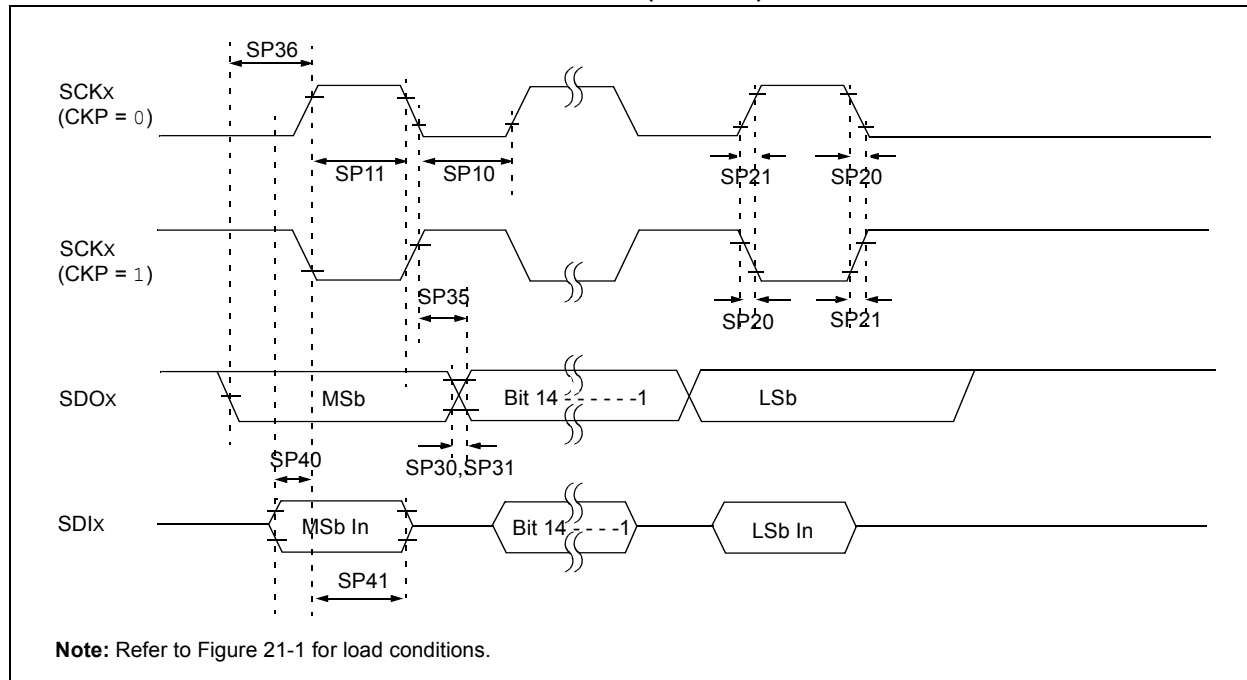 SP36
SCKx
(CKP = 0)
SP11
SP10
SP21
SP20
SCKx
(CKP = 1)
SP35
SP20
SP21
SDOx
MSb
Bit 14 - - - - - -1
LSb
SP40
SP30,SP31
SDIx
MSb In
Bit 14 - - - - -1
LSb In
SP41
Note: Refer to Figure 21-1 for load conditions.